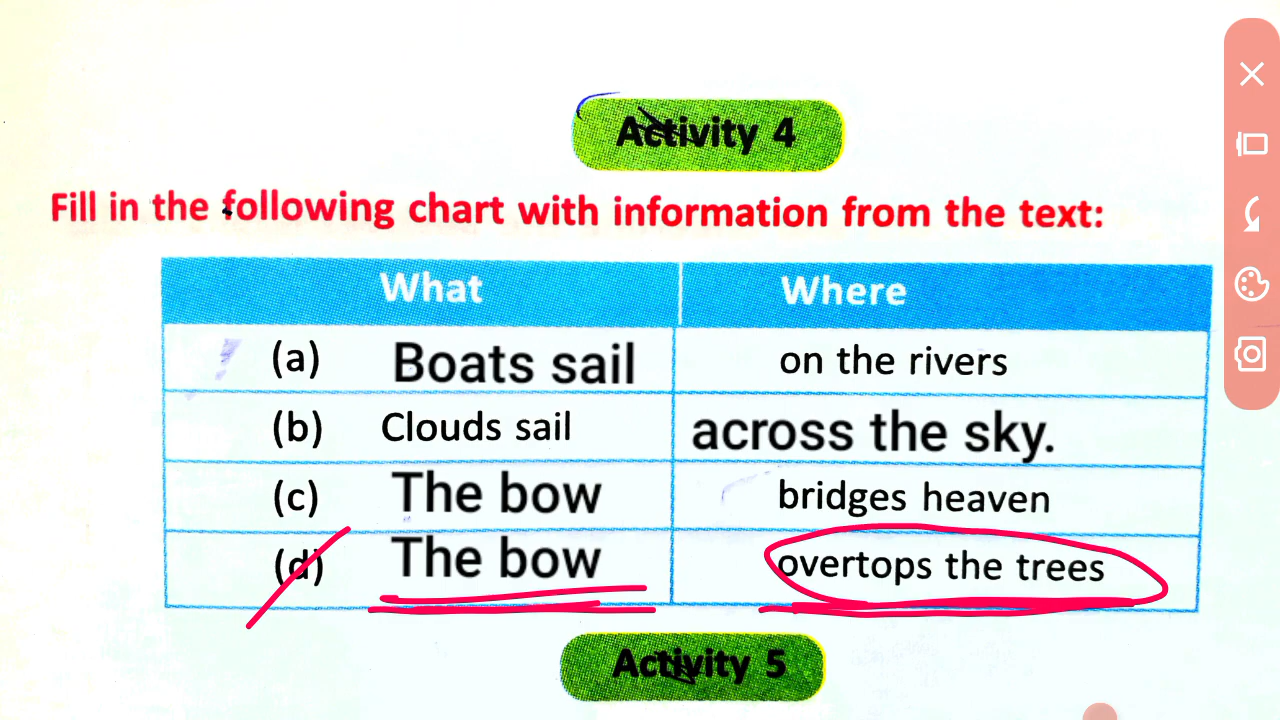 Activity 4
Fill in the following chart with information from the text:
What Where
(a) Boats sail on the rivers
(b) Clouds sail across the sky.
(c) The bow bridges heaven
(d) The bow overtops the trees
Activity 5